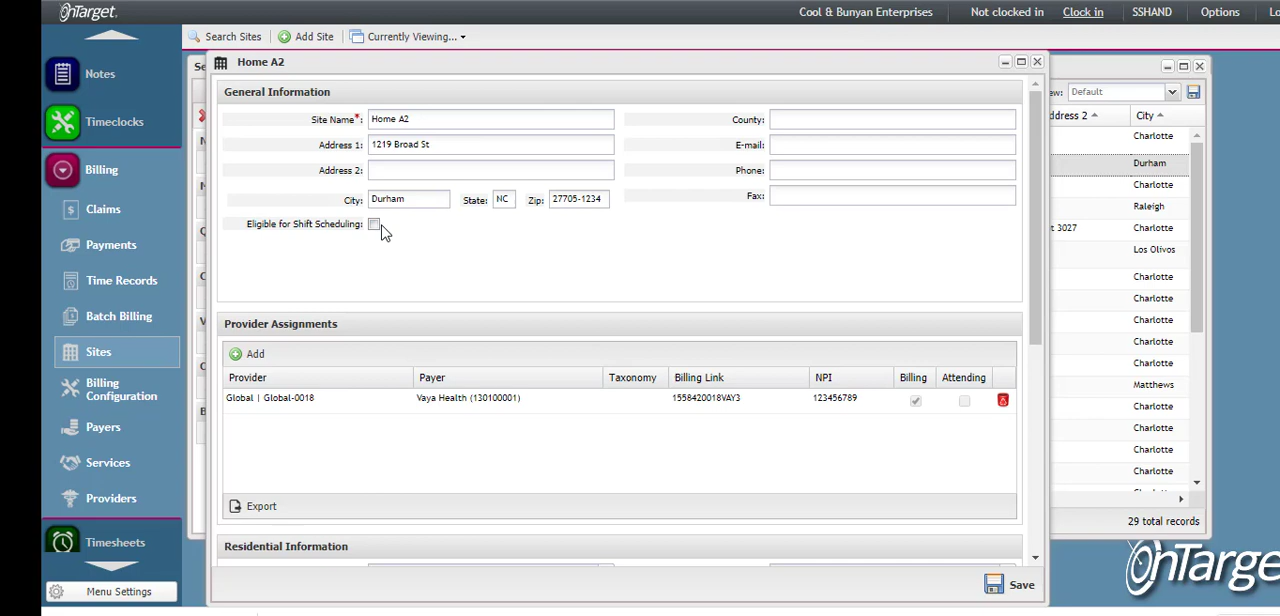 OnTarget
Cool & Bunyan Enterprises Not clocked in Clock in SSHAND Options
Search Sites Add Site Currently Viewing...
Notes
Timeclocks
Billing
Claims
Payments
Time Records
Batch Billing
Sites
Billing
Configuration
Payers
Services
Providers
Timesheets
Menu Settings
Home A2
General Information
Site Name*: Home A2
Address 1: 1219 Broad St
Address 2:
City: Durham State: NC Zip: 27705-1234
Eligible for Shift Scheduling:
County:
E-mail:
Phone:
Fax:
Provider Assignments
Add
Provider Payer Taxonomy Billing Link NPI Billing Attending
Global | Global-0018 Vaya Health (130100001) 1558420018VAY3 123456789
Export
Residential Information
Save
Default
ddress 2 City
Charlotte
Durham
Charlotte
Raleigh
t 3027 Charlotte
Los Olivos
Charlotte
Charlotte
Charlotte
Charlotte
Charlotte
Matthews
Charlotte
Charlotte
Charlotte
Charlotte
29 total records
OnTarget